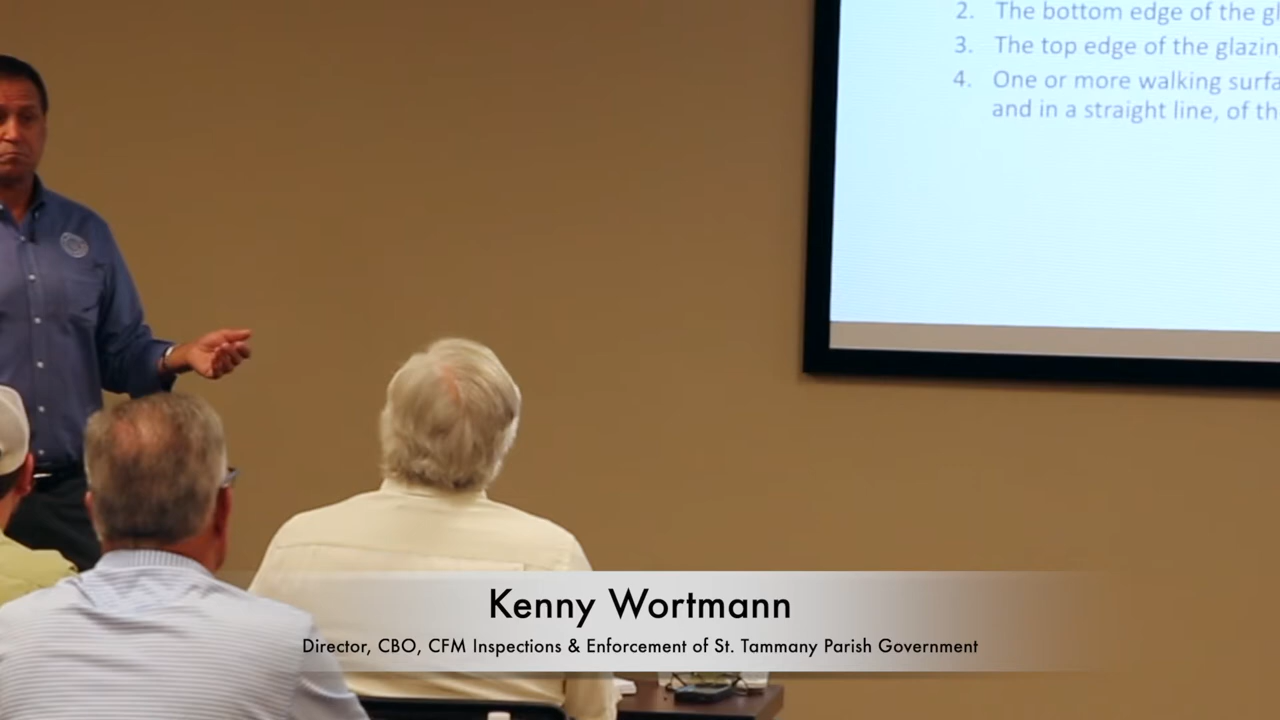 2. The bottom edge of the gl
3. The top edge of the glazin
4. One or more walking surfa
and in a straight line, of th
Kenny Wortmann
Director, CBO, CFM Inspections & Enforcement of St. Tammany Parish Government